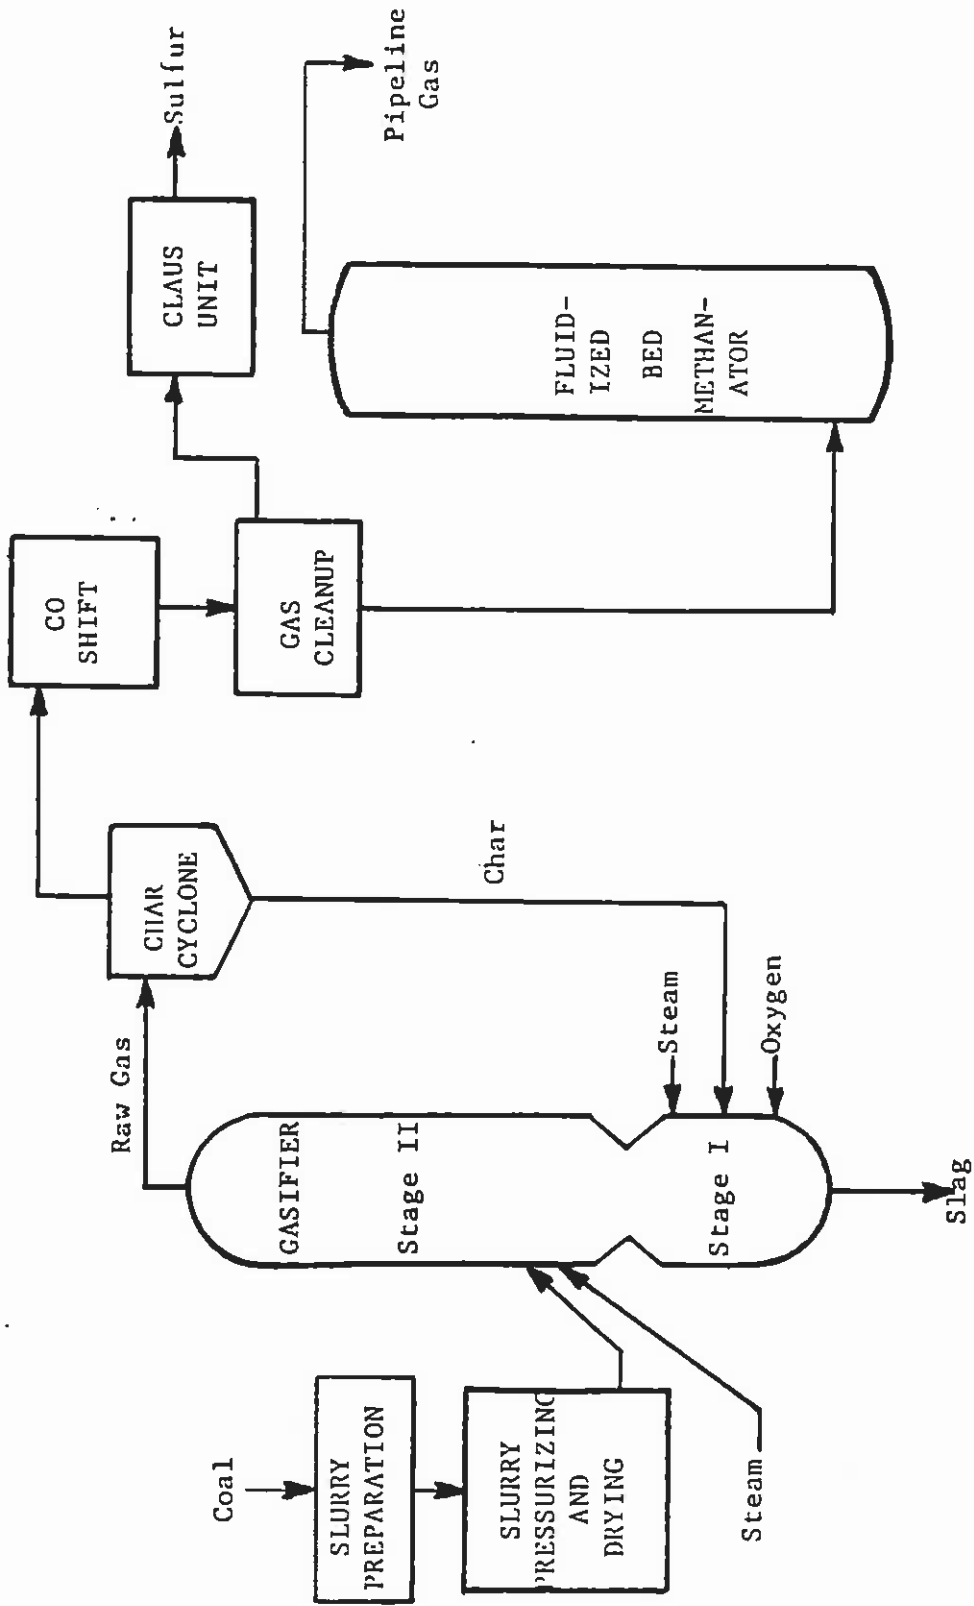 Coal
SLURRY
PREPARATION
SLURRY
PRESSURIZING
AND
DRYING
Steam
GASIFIER
Stage II
Stage I
Slag
Raw Gas
Steam
Oxygen
CHAR
CYCLONE
Char
CO
SHIFT
GAS
CLEANUP
CLAUS
UNIT
Sulfur
FLUID-
IZED
BED
METHAN-
ATOR
Pipeline
Gas